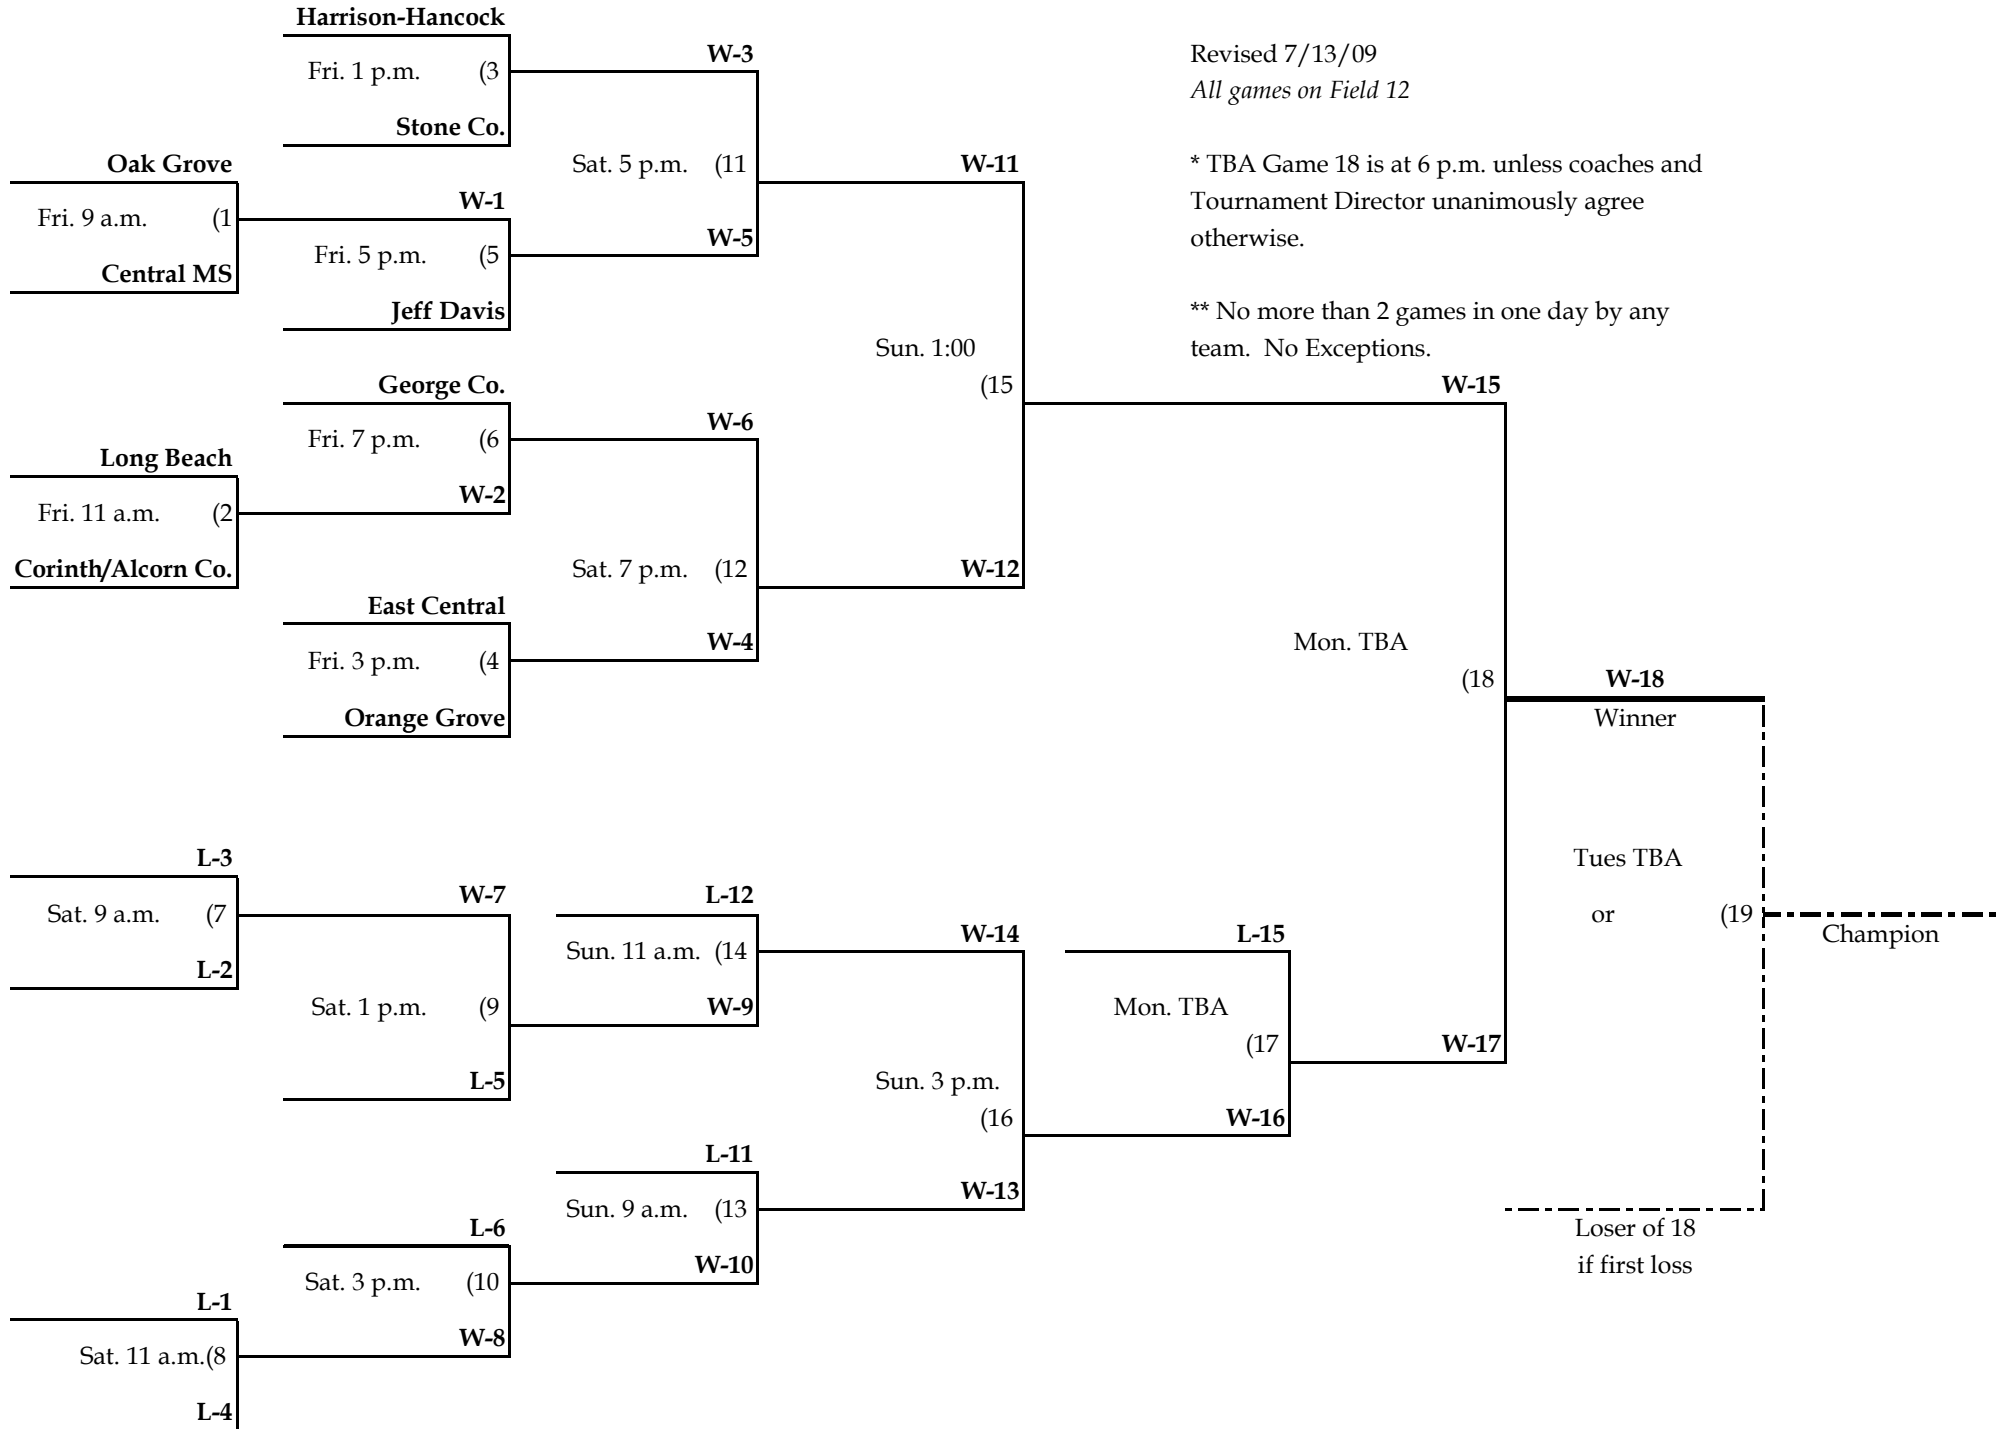 Harrison-Hancock
W-3
Revised 7/13/09
Fri. 1 p.m. (3
All games on Field 12
Stone Co.
Oak Grove
Sat. 5 p.m. (11
W-11
* TBA Game 18 is at 6 p.m. unless coaches and
Tournament Director unanimously agree
otherwise.
W-1
Fri. 9 a.m. (1
W-5
Fri. 5 p.m. (5
Central MS
Jeff Davis
** No more than 2 games in one day by any
team. No Exceptions.
Sun. 1:00
(15
George Co.
W-15
W-6
Fri. 7 p.m. (6
Long Beach
W-2
Fri. 11 a.m. (2
Corinth/Alcorn Co.
Sat. 7 p.m. (12
W-12
East Central
W-4
Mon. TBA
Fri. 3 p.m. (4
(18
W-18
Orange Grove
Winner
L-3
Tues TBA
W-7
L-12
Sat. 9 a.m. (7
or
(19
W-14
L-15
Champion
Sun. 11 a.m. (14
L-2
Sat. 1 p.m. (9
W-9
Mon. TBA
(17
W-17
L-5
Sun. 3 p.m.
(16
W-16
L-11
W-13
Sun. 9 a.m. (13
L-6
Loser of 18
if first loss
W-10
Sat. 3 p.m. (10
L-1
W-8
Sat. 11 a.m.(8
L-4